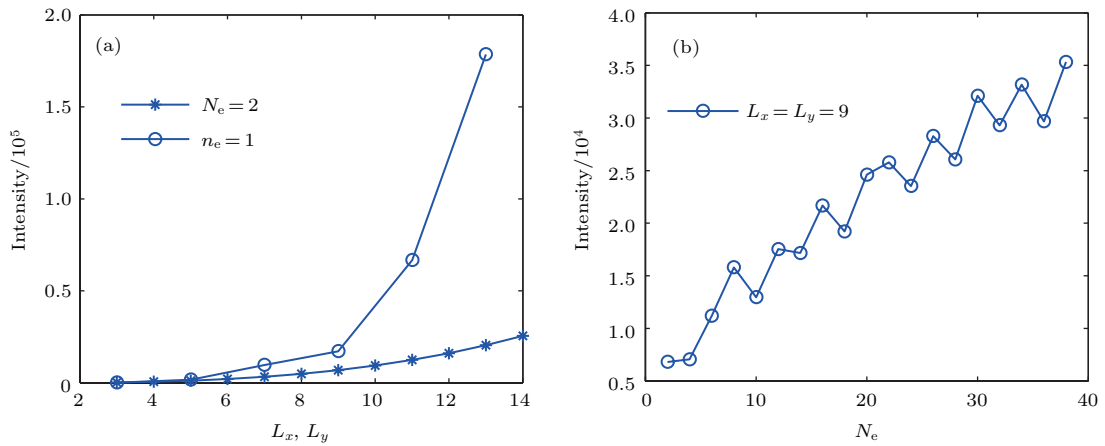 (a)
Intensity/10⁵
2.0
1.5
1.0
0.5
0
2 4 6 8 10 12 14
Lx, Ly
Ne = 2
ne = 1
(b)
Intensity/10⁴
4.0
3.5
3.0
2.5
2.0
1.5
1.0
0.5
0 10 20 30 40
Ne
Lx = Ly = 9